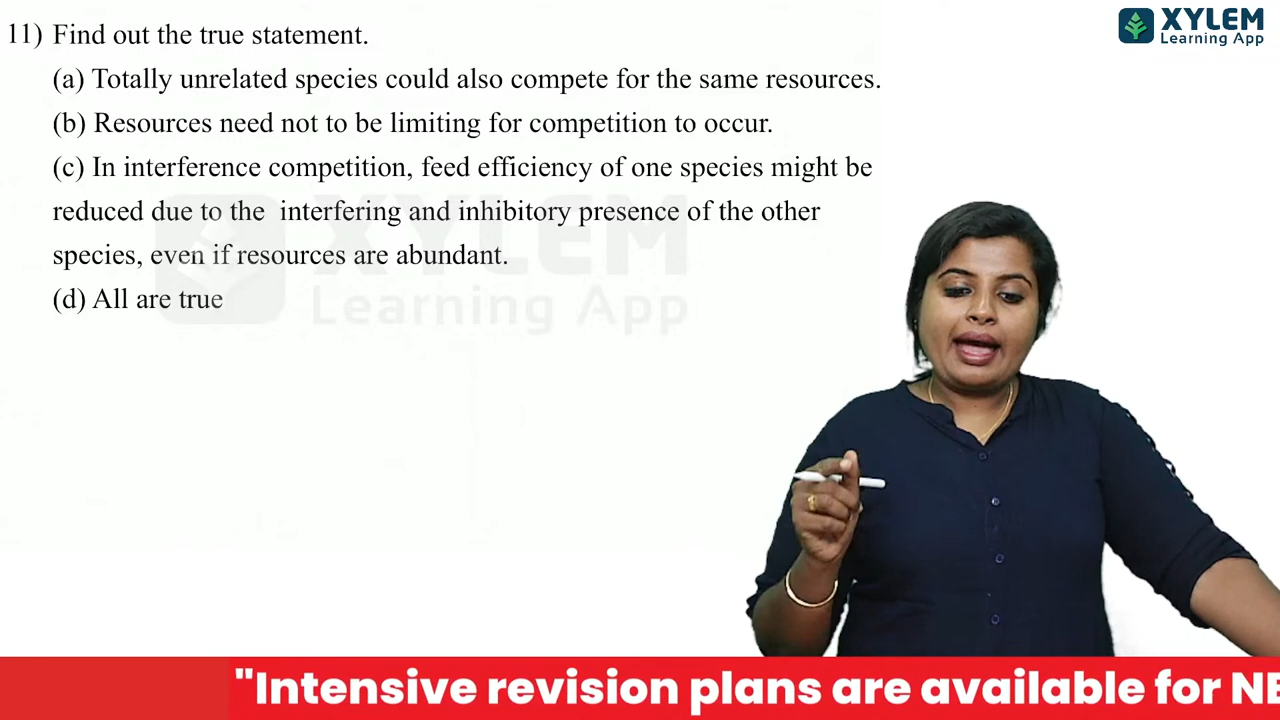 XYLEM
Learning App
11) Find out the true statement.
(a) Totally unrelated species could also compete for the same resources.
(b) Resources need not to be limiting for competition to occur.
(c) In interference competition, feed efficiency of one species might be
reduced due to the interfering and inhibitory presence of the other
species, even if resources are abundant.
(d) All are true
XYLEM
Learning App
"Intensive revision plans are available for NE